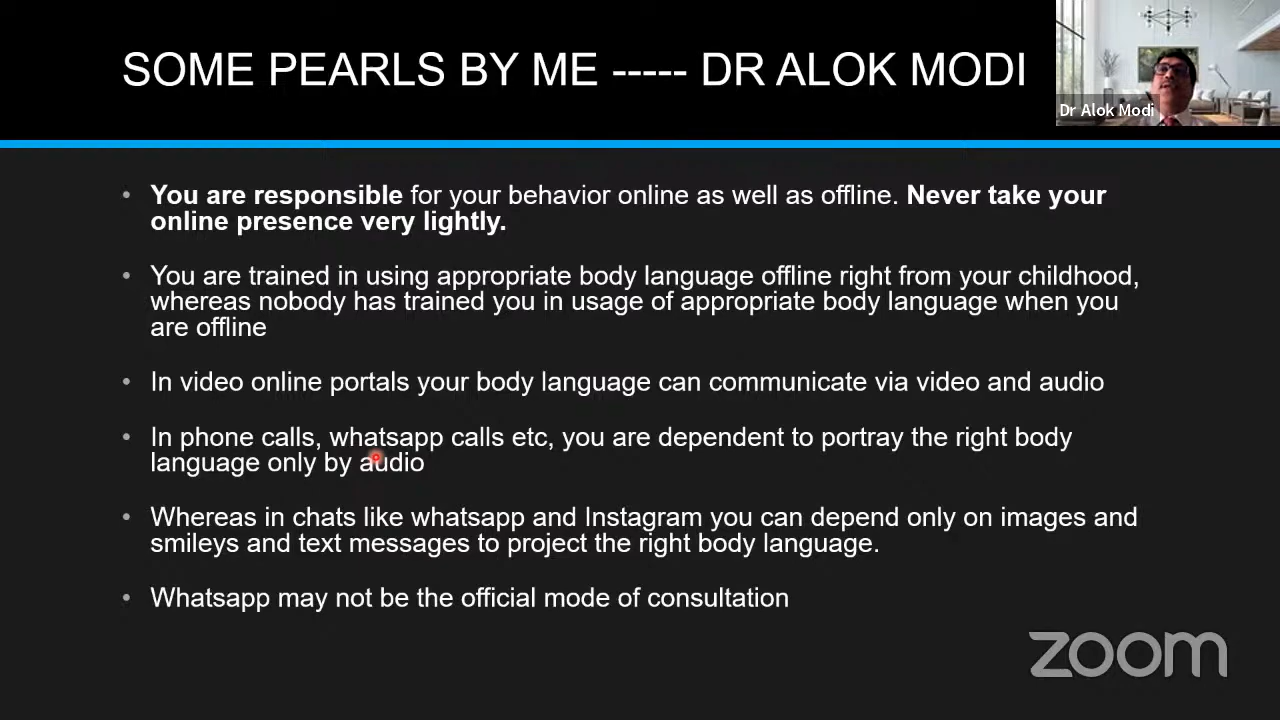 SOME PEARLS BY ME ----- DR ALOK MODI
Dr Alok Modi
• You are responsible for your behavior online as well as offline. Never take your
online presence very lightly.
• You are trained in using appropriate body language offline right from your childhood,
whereas nobody has trained you in usage of appropriate body language when you
are offline
• In video online portals your body language can communicate via video and audio
• In phone calls, whatsapp calls etc, you are dependent to portray the right body
language only by audio
• Whereas in chats like whatsapp and Instagram you can depend only on images and
smileys and text messages to project the right body language.
• Whatsapp may not be the official mode of consultation
zoom